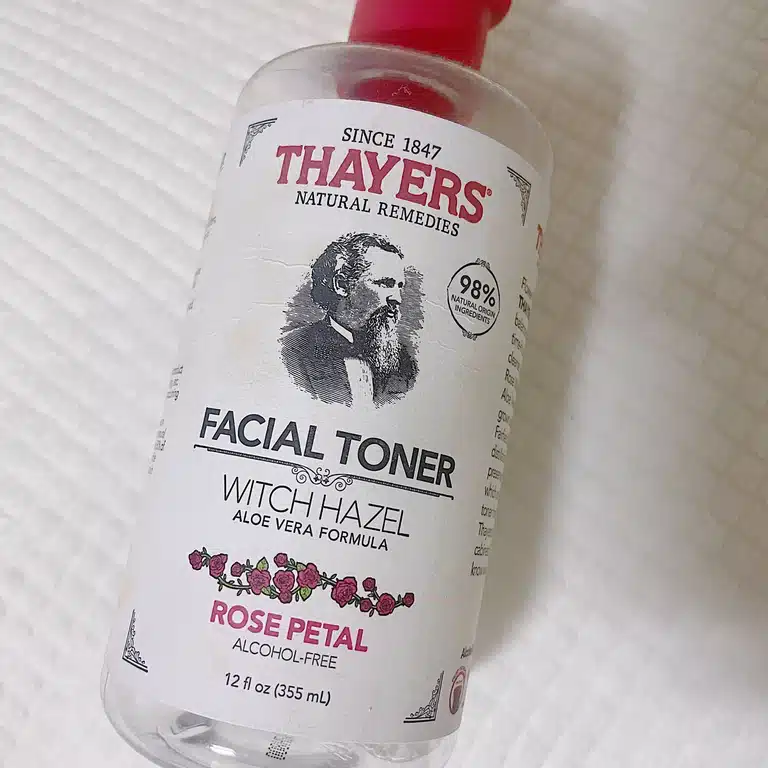 SINCE 1847
THAYERS®
NATURAL REMEDIES
98%
NATURAL ORIGIN
INGREDIENTS
FACIAL TONER
WITCH HAZEL
ALOE VERA FORMULA
ROSE PETAL
ALCOHOL-FREE
12 fl oz (355 mL)